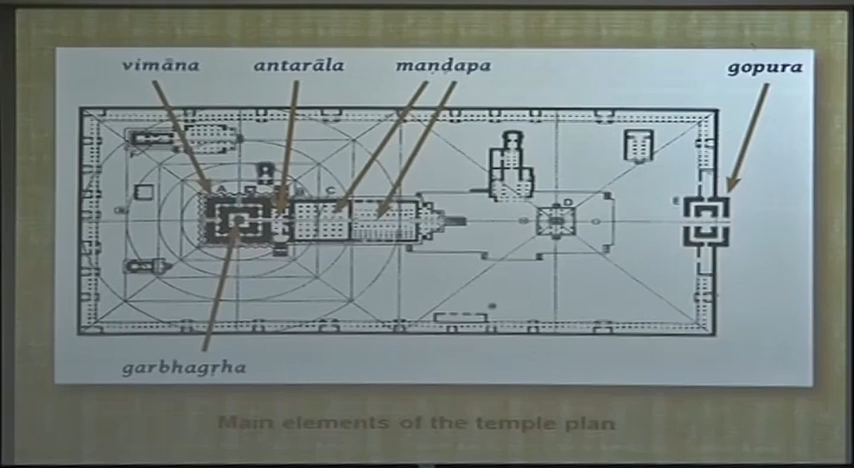 vimāna antarāla maṇḍapa gopura
A B C D E
garbhagṛha
Main elements of the temple plan